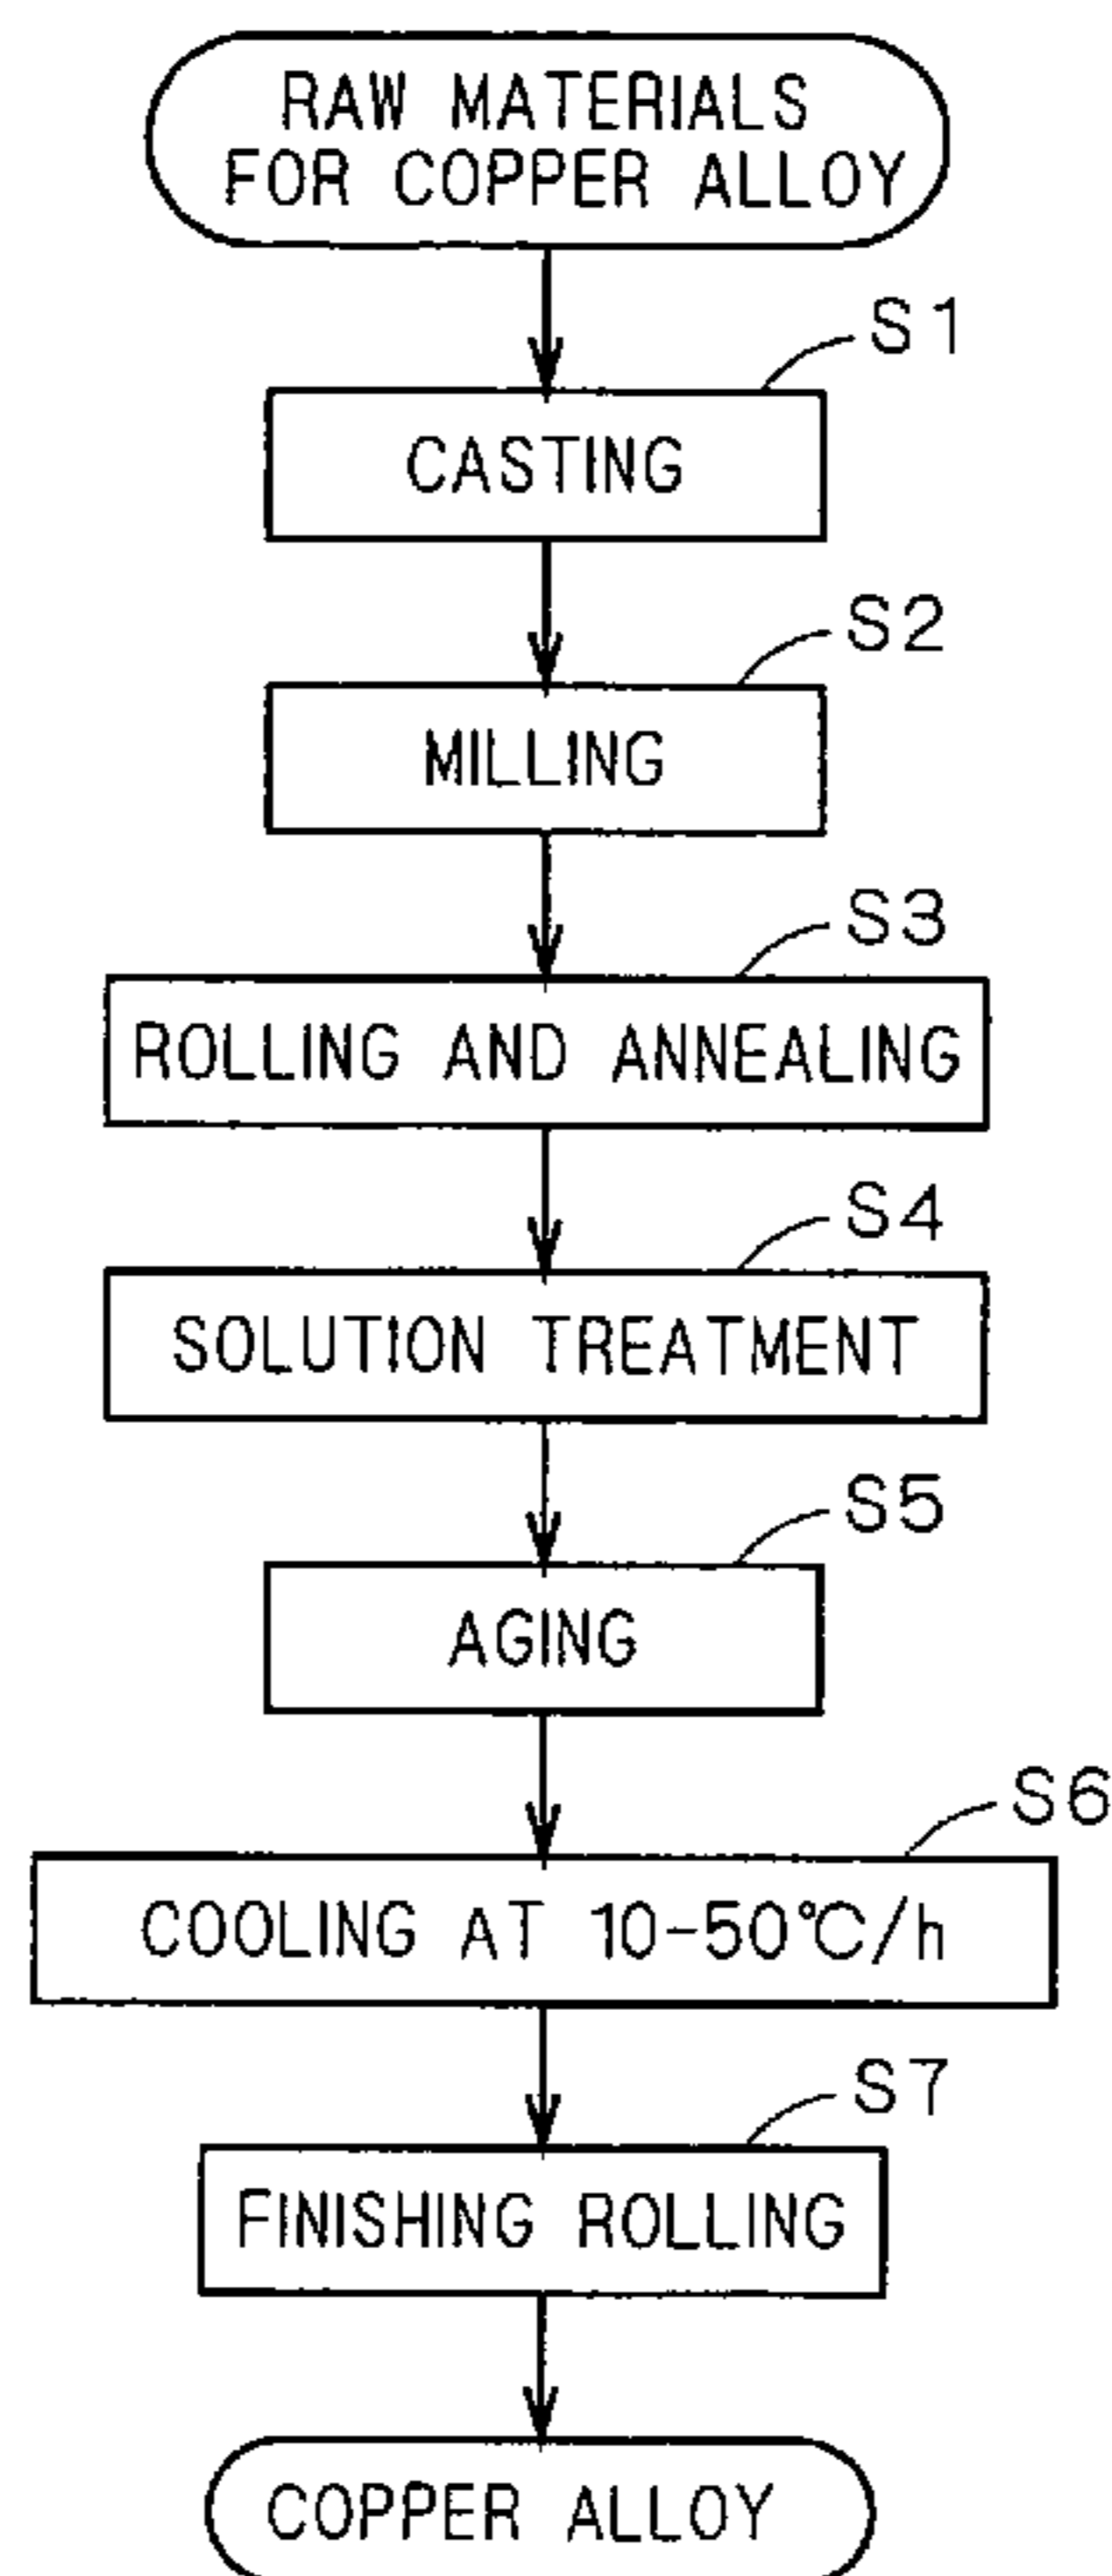 RAW MATERIALS
FOR COPPER ALLOY
S1
CASTING
S2
MILLING
S3
ROLLING AND ANNEALING
S4
SOLUTION TREATMENT
S5
AGING
S6
COOLING AT 10-50℃/h
S7
FINISHING ROLLING
COPPER ALLOY